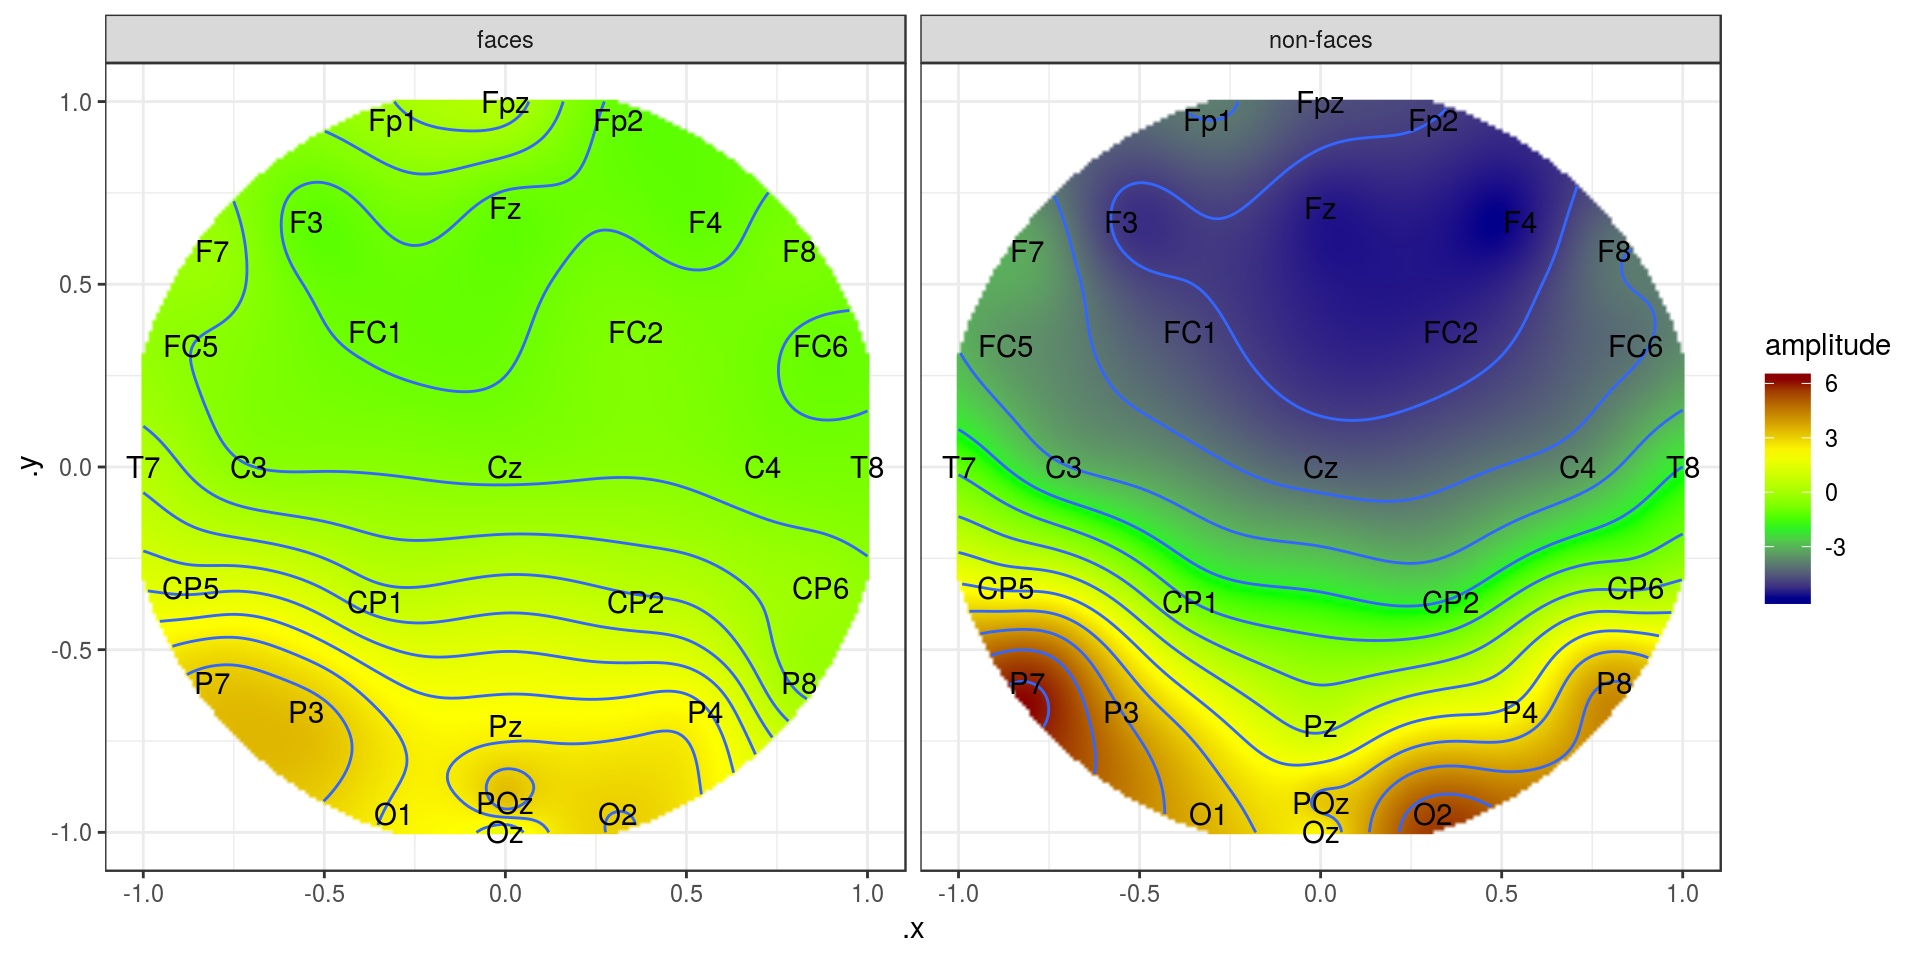 faces
non-faces
1.0
0.5
0.0
-0.5
-1.0
.y
Fp1 Fpz Fp2
F7 F3 Fz F4 F8
FC5 FC1 FC2 FC6
T7 C3 Cz C4 T8
CP5 CP1 CP2 CP6
P7 P3 Pz P4 P8
O1 POz O2
Oz
Fp1 Fpz Fp2
F7 F3 Fz F4 F8
FC5 FC1 FC2 FC6
T7 C3 Cz C4 T8
CP5 CP1 CP2 CP6
P7 P3 Pz P4 P8
O1 POz O2
Oz
-1.0 -0.5 0.0 0.5 1.0
-1.0 -0.5 0.0 0.5 1.0
.x
amplitude
6
3
0
-3